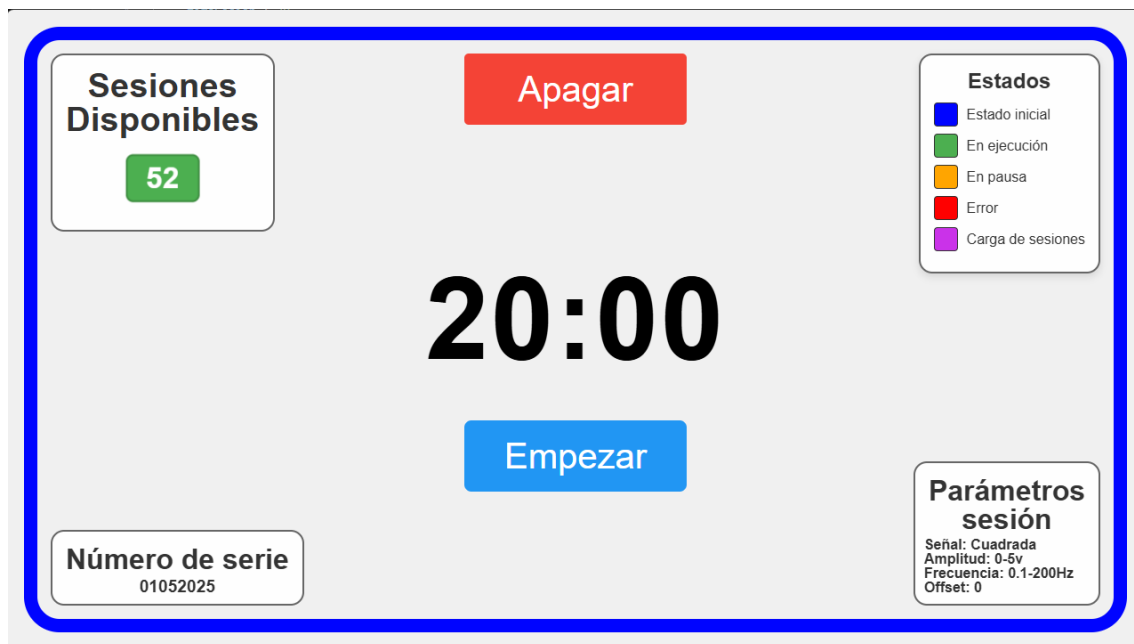 Sesiones
Disponibles
52
Apagar
Estados
Estado inicial
En ejecución
En pausa
Error
Carga de sesiones
20:00
Empezar
Número de serie
01052025
Parámetros
sesión
Señal: Cuadrada
Amplitud: 0-5v
Frecuencia: 0.1-200Hz
Offset: 0